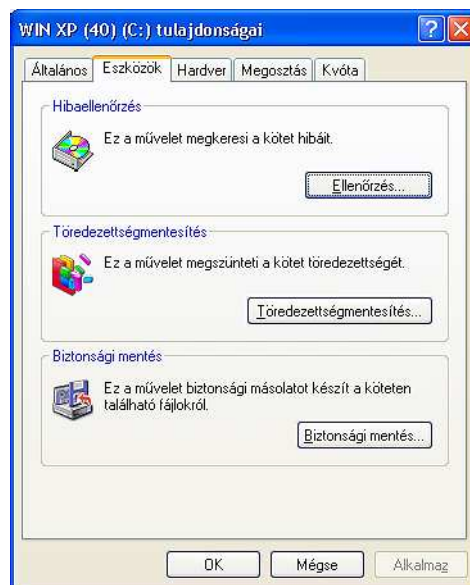 WIN XP (40) (C:) tulajdonságai
Általános Eszközök Hardver Megosztás Kvóta
Hibaellenőrzés
Ez a művelet megkeresi a kötet hibáit.
Ellenőrzés...
Töredezettségmentesítés
Ez a művelet megszünteti a kötet töredezettségét.
Töredezettségmentesítés...
Biztonsági mentés
Ez a művelet biztonsági másolatot készít a köteten
található fájlokról.
Biztonsági mentés...
OK Mégse Alkalmaz